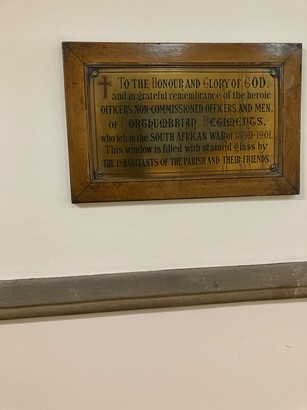 TO THE HONOUR AND GLORY OF GOD,
and in grateful remembrance of the heroic
OFFICERS, NON-COMMISSIONED OFFICERS AND MEN,
OF NORTHUMBRIAN REGIMENTS,
who fell in the SOUTH AFRICAN WAR OF 1899-1901.
This window is filled with stained glass by
THE INHABITANTS OF THE PARISH AND THEIR FRIENDS.